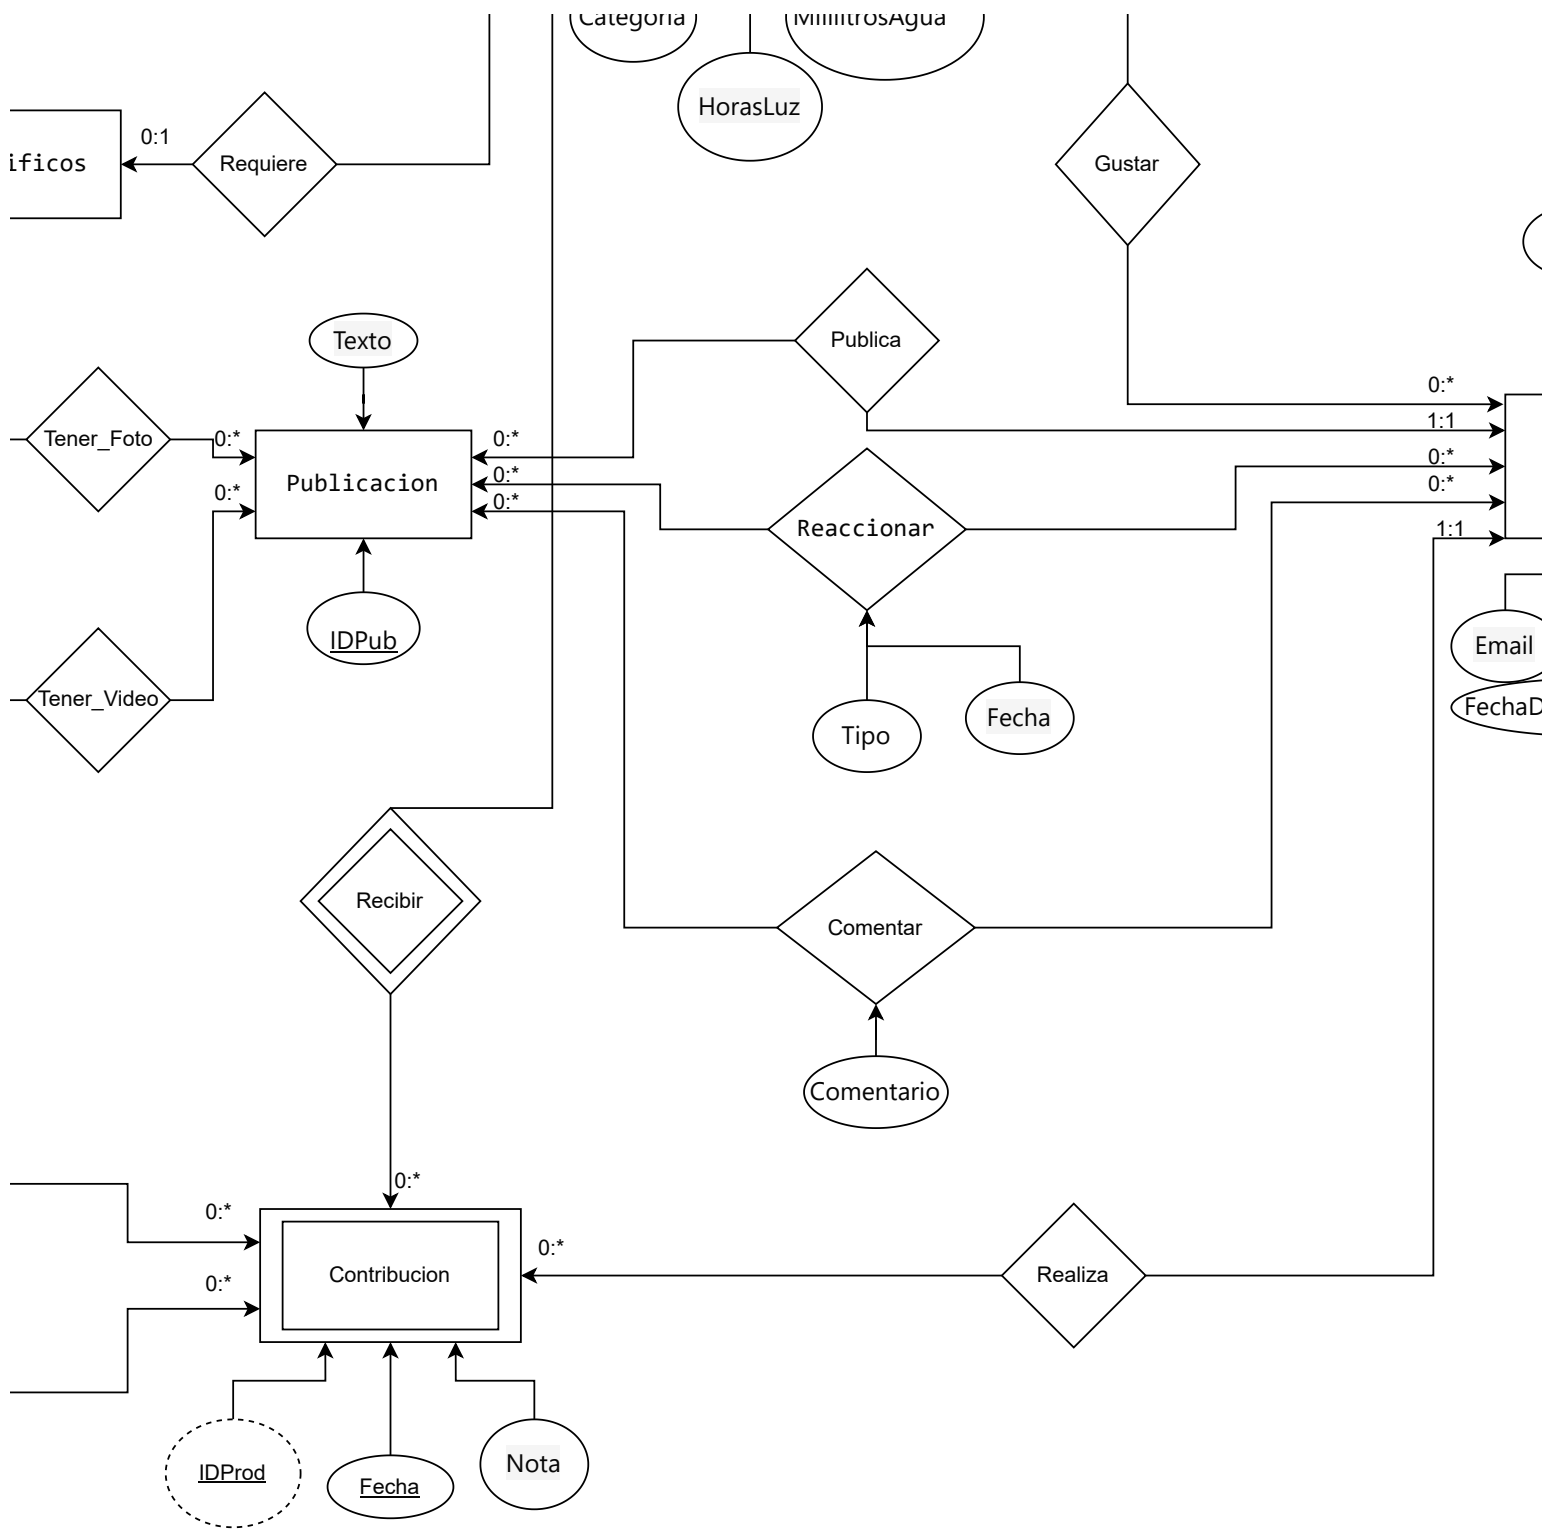 Categoria
MililitrosAgua
HorasLuz
0:1
ificos
Requiere
Gustar
Texto
Publica
0:*
1:1
Tener_Foto
0:*
0:*
0:*
0:*
Publicacion
0:*
0:*
0:*
Reaccionar
1:1
IDPub
Email
Tener_Video
Tipo
Fecha
FechaD
Recibir
Comentar
Comentario
0:*
0:*
0:*
0:*
Contribucion
Realiza
IDProd
Fecha
Nota